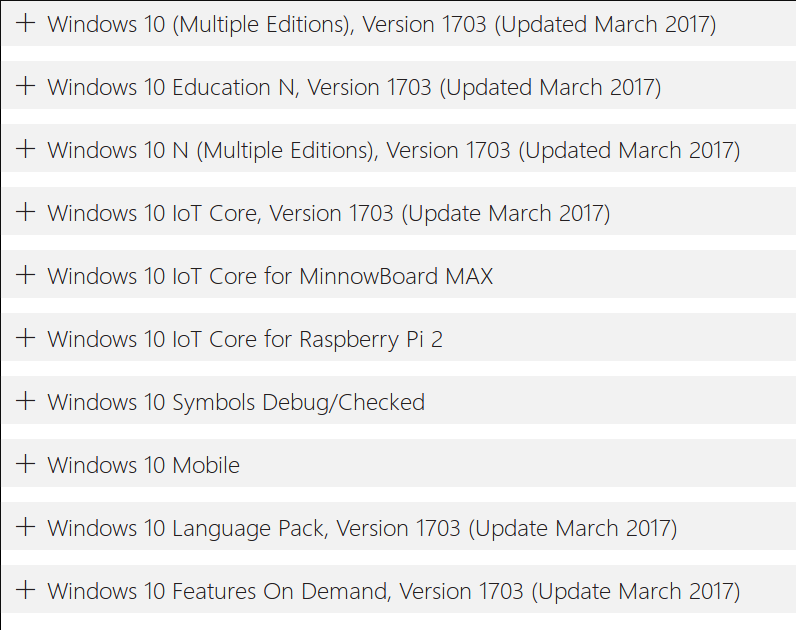 Windows 10 (Multiple Editions), Version 1703 (Updated March 2017)
Windows 10 Education N, Version 1703 (Updated March 2017)
Windows 10 N (Multiple Editions), Version 1703 (Updated March 2017)
Windows 10 IoT Core, Version 1703 (Update March 2017)
Windows 10 IoT Core for MinnowBoard MAX
Windows 10 IoT Core for Raspberry Pi 2
Windows 10 Symbols Debug/Checked
Windows 10 Mobile
Windows 10 Language Pack, Version 1703 (Update March 2017)
Windows 10 Features On Demand, Version 1703 (Update March 2017)